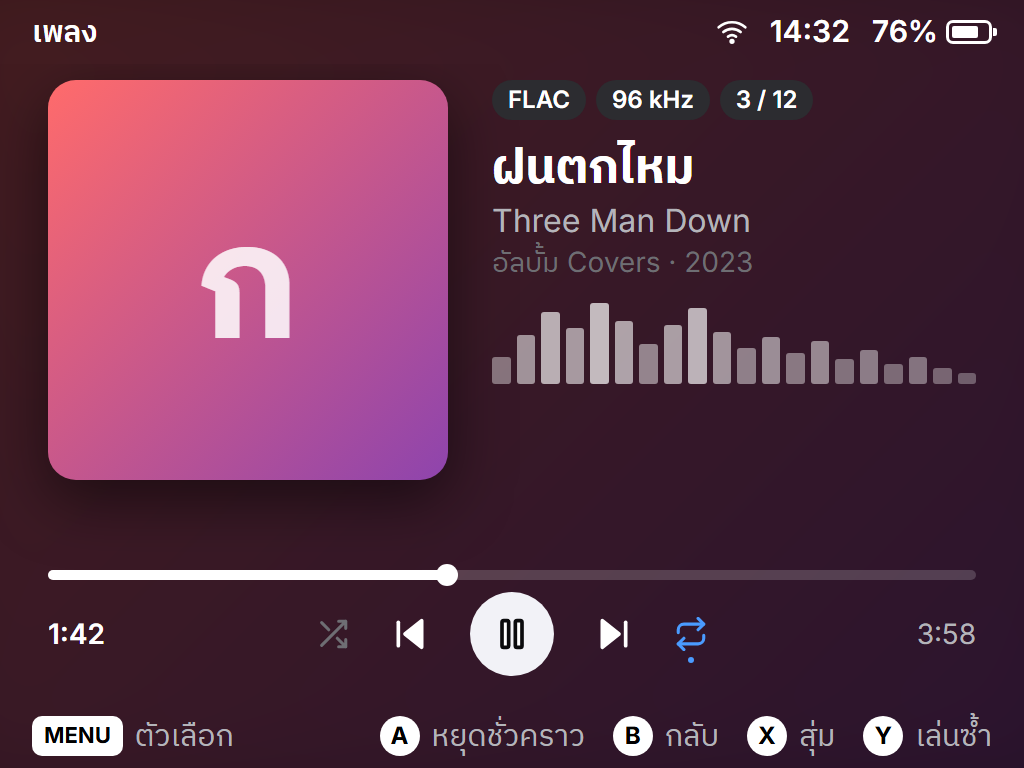 เพลง 14:32 76%
FLAC 96 kHz 3 / 12
ฝนตกไหม
Three Man Down
อัลบั้ม Covers · 2023
ก
1:42 3:58
MENU ตัวเลือก A หยุดชั่วคราว B กลับ X สุ่ม Y เล่นซ้ำ